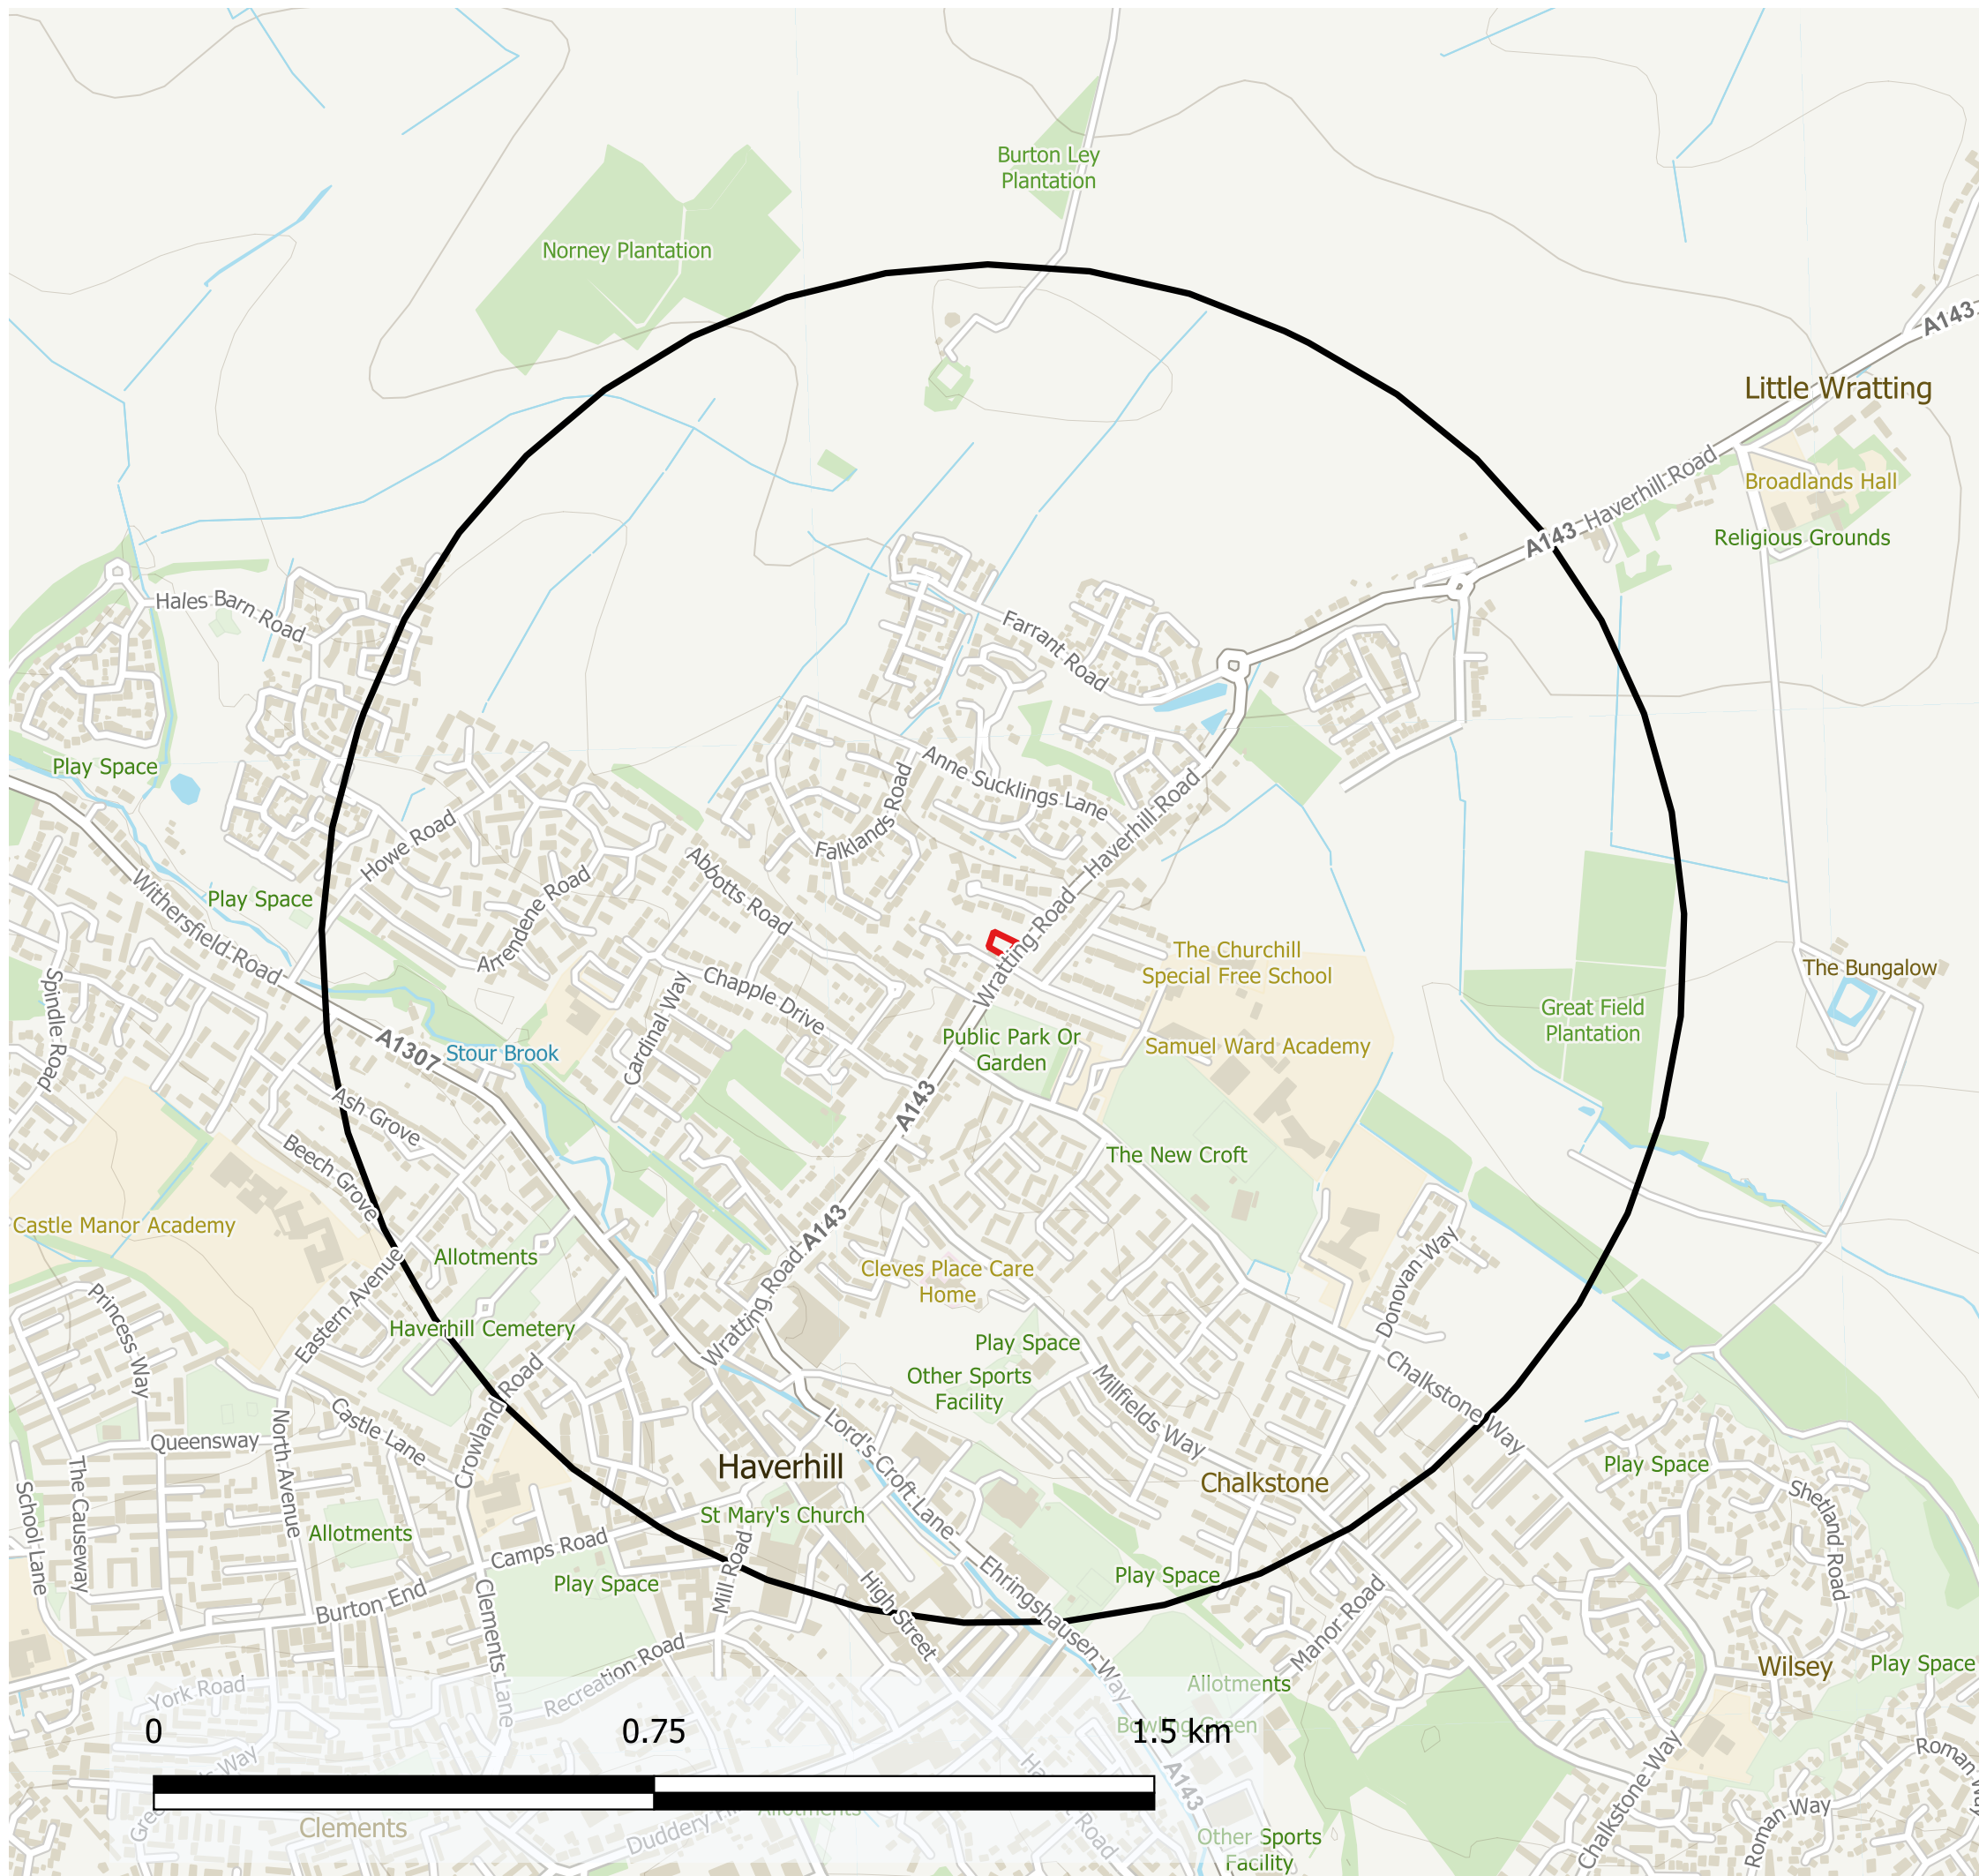 Burton Ley
Plantation
Norney Plantation
A143
Little Wratting
Haverhill Road
Broadlands Hall
A143
Religious Grounds
Hales Barn Road
Farrant Road
Play Space
Anne Sucklings Lane
Falklands Road
Haverhill Road
Howe Road
Abbotts Road
Arrendene Road
Play Space
Withersfield Road
Wratting Road
The Churchill
Special Free School
Spindle Road
Chapple Drive
Cardinal Way
The Bungalow
Great Field
Plantation
Public Park Or
Garden
Samuel Ward Academy
A1307
Stour Brook
A143
Ash Grove
Beech Grove
The New Croft
Castle Manor Academy
A143
Allotments
Cleves Place Care
Home
Donovan Way
Eastern Avenue
Princess Way
Haverhill Cemetery
Wratting Road
Play Space
Other Sports
Facility
Crowland Road
Millfields Way
Chalkstone Way
Castle Lane
Queensway
North Avenue
The Causeway
School Lane
Lord's Croft Lane
Haverhill
Chalkstone
Play Space
Shetland Road
St Mary's Church
Allotments
Camps Road
Mill Road
High Street
Ehringshausen Way
Play Space
Play Space
Burton End
Clements Lane
Manor Road
Recreation Road
Wilsey
Play Space
York Road
Allotments
Bowling Green
0
0.75
1.5 km
A143
Chalkstone Way
Roman Way
Clements
Allotments
Other Sports
Facility